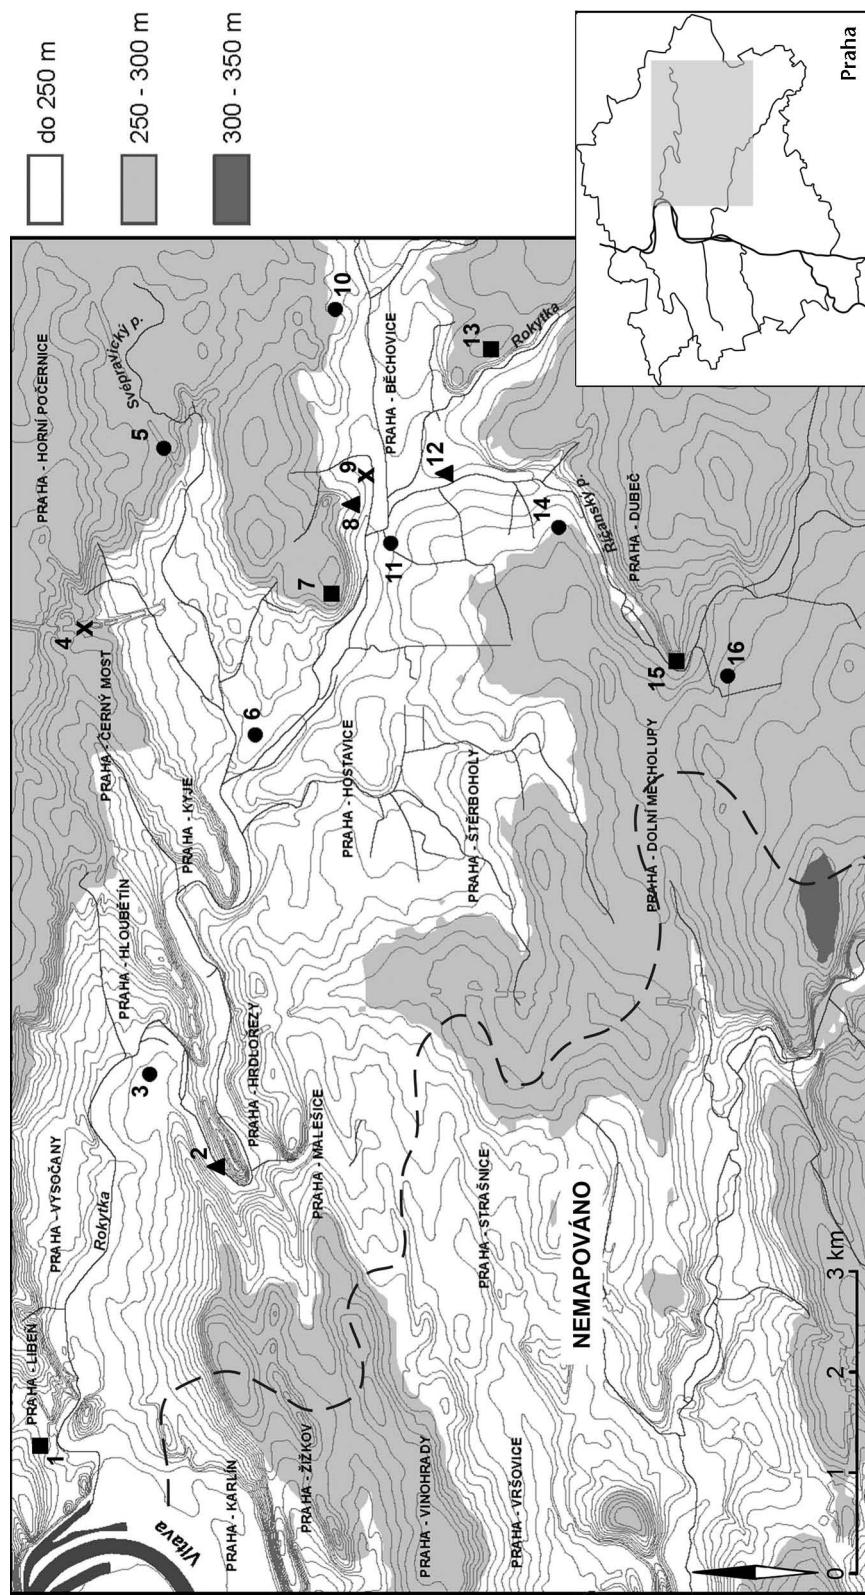 do 250 m
250 - 300 m
300 - 350 m
PRAHA - HORNÍ POČERNICE
Svépravický p.
5
10
4
PRAHA - ČERNÝ MOST
PRAHA - BĚCHOVICE
13
Rokytka
7
8
9
12
11
14
Říčanský p.
PRAHA - DUBEČ
6
PRAHA - KYJE
PRAHA - HOSTAVICE
PRAHA - ŠTĚRBOHOLY
15
16
PRAHA - DOLNÍ MĚCHOLUPY
PRAHA - HLOUBĚTÍN
3
PRAHA - HRDLOŘEZY
2
PRAHA - MALEŠICE
PRAHA - VYSOČANY
Rokytka
PRAHA - STRAŠNICE
NEMAPOVÁNO
PRAHA - LIBEŇ
1
Vltava
PRAHA - KARLÍN
PRAHA - ŽIŽKOV
PRAHA - VINOHRADY
PRAHA - VRŠOVICE
0 1 2 3 km
Praha